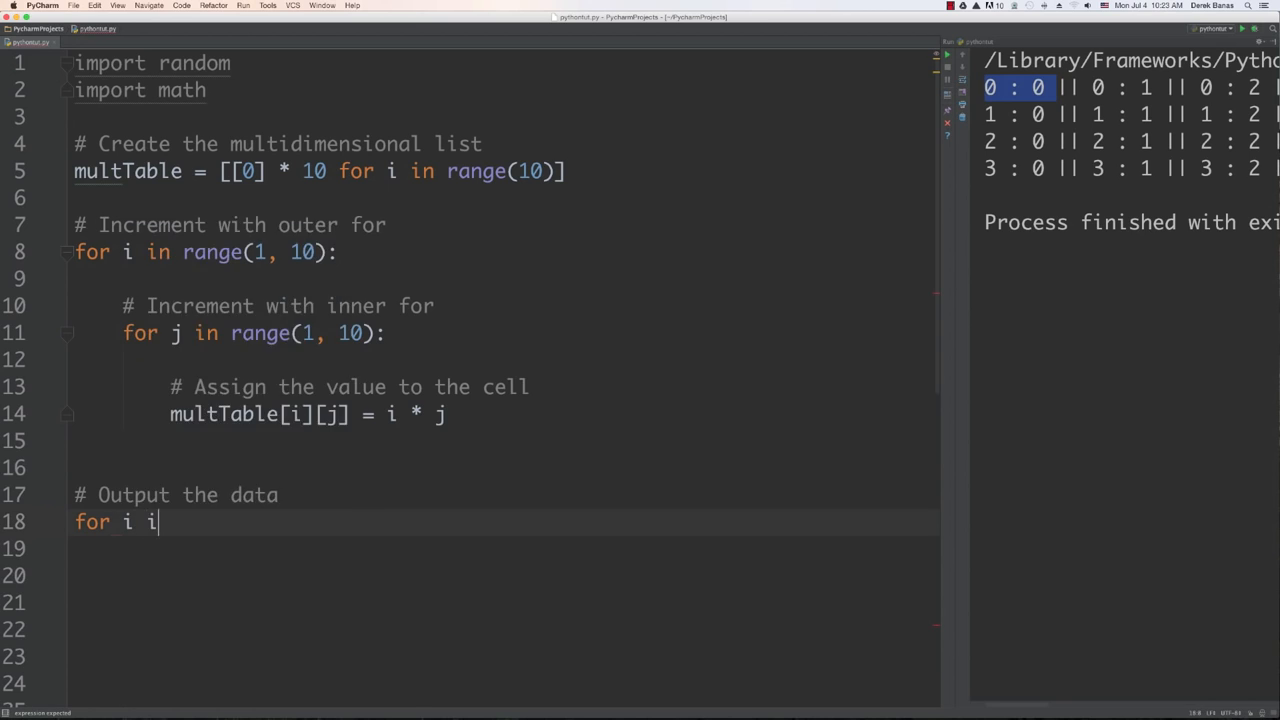 PyCharm File Edit View Navigate Code Refactor Run Tools VCS Window Help
10 Mon Jul 4 10:23 AM Derek Banas
pythontut.py - PycharmProjects - [~/PycharmProjects]
PycharmProjects pythontut.py pythontut
pythontut.py
Run: pythontut
1 import random
2 import math
3
4 # Create the multidimensional list
5 multTable = [[0] * 10 for i in range(10)]
6
7 # Increment with outer for
8 for i in range(1, 10):
9
10 # Increment with inner for
11 for j in range(1, 10):
12
13 # Assign the value to the cell
14 multTable[i][j] = i * j
15
16
17 # Output the data
18 for i i
19
20
21
22
23
24
/Library/Frameworks/Pytho
0 : 0 || 0 : 1 || 0 : 2 |
1 : 0 || 1 : 1 || 1 : 2 |
2 : 0 || 2 : 1 || 2 : 2 |
3 : 0 || 3 : 1 || 3 : 2 |
Process finished with exi
expression expected
18:8 LF‡ UTF-8‡